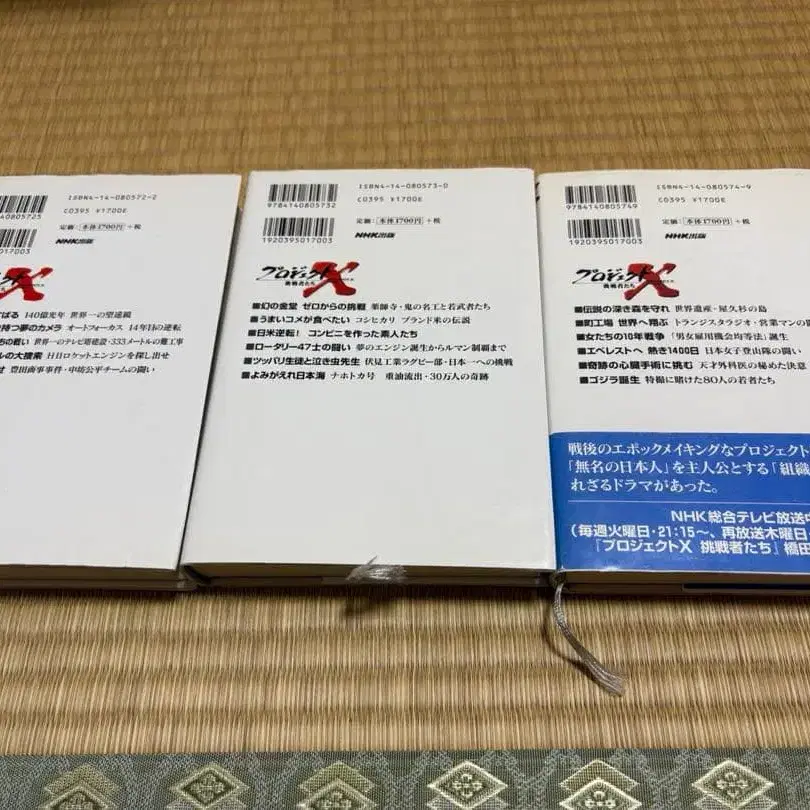 ISBN4-14-080572-2
9784140805725
C0395 ¥1700E
定価:本体1700円+税
17003
NHK出版
プロジェクトX
挑戦者たち
ばる 140億光年 世界一の望遠鏡
持つ夢のカメラ オートフォーカス 14年目の逆転
ちの戦い 世界一のテレビ塔建設・333メートルの難工事
ルの大捜索 H IIロケットエンジンを探し出せ
せ 豊田商事事件・中坊公平チームの闘い
ISBN4-14-080573-0
9784140805732
C0395 ¥1700E
定価:本体1700円+税
1920395017003
NHK出版
プロジェクトX
挑戦者たち
■幻の金堂 ゼロからの挑戦 薬師寺・鬼の名工と若武者たち
■うまいコメが食べたい コシヒカリ ブランド米の伝説
■日米逆転! コンビニを作った素人たち
■ロータリー47士の闘い 夢のエンジン誕生からルマン制覇まで
■ツッパリ生徒と泣き虫先生 伏見工業ラグビー部・日本一への挑戦
■よみがえれ日本海 ナホトカ号 重油流出・30万人の奇跡
ISBN4-14-080574-9
9784140805749
C0395 ¥1700E
定価:本体1700円+税
1920395017003
NHK出版
プロジェクトX
挑戦者たち
■伝説の深き森を守れ 世界遺産・屋久杉の島
■町工場 世界へ翔ぶ トランジスタラジオ・営業マンの闘
■女たちの10年戦争 「男女雇用機会均等法」誕生
■エベレストへ 熱き1400日 日本女子登山隊の闘い
■奇跡の心臓手術に挑む 天才外科医の秘めた決意
■ゴジラ誕生 特撮に賭けた80人の若者たち
戦後のエポックメイキングなプロジェクト
「無名の日本人」を主人公とする「組織
れざるドラマがあった。
NHK総合テレビ放送中
(毎週火曜日・21:15〜、再放送木曜日・
『プロジェクトX 挑戦者たち』橋田